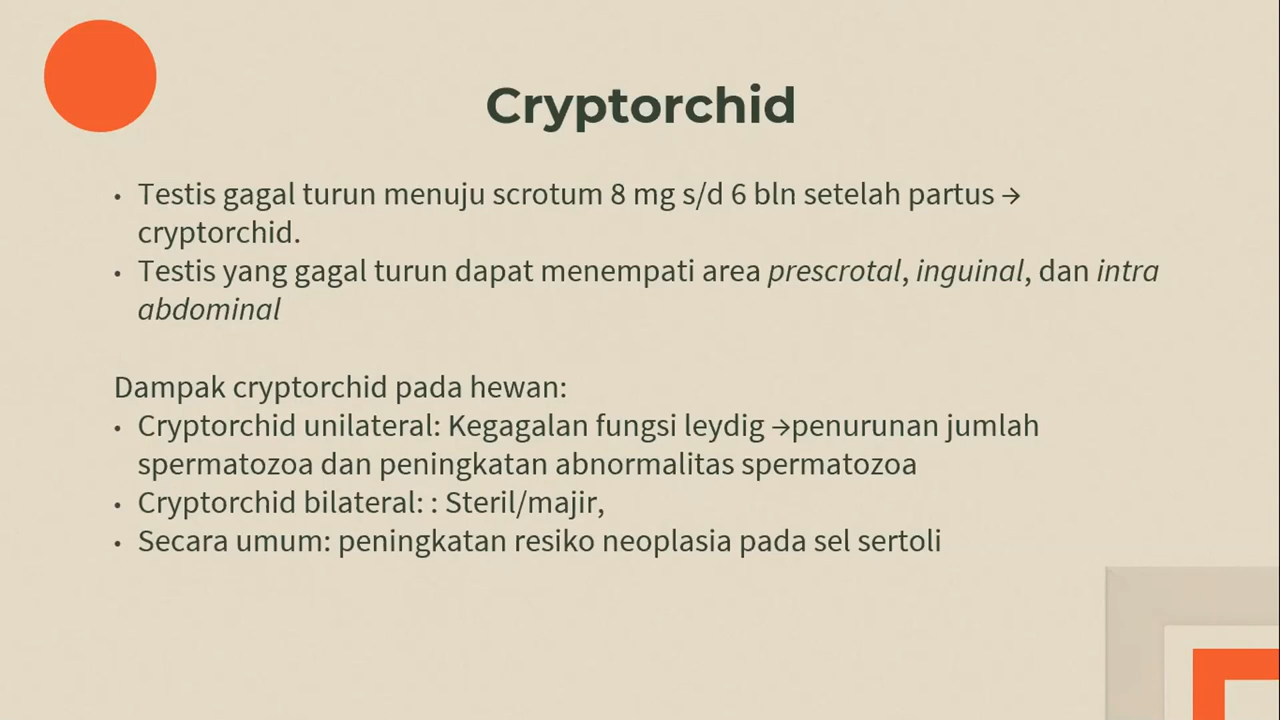 Cryptorchid
• Testis gagal turun menuju scrotum 8 mg s/d 6 bln setelah partus →
cryptorchid.
• Testis yang gagal turun dapat menempati area prescrotal, inguinal, dan intra
abdominal
Dampak cryptorchid pada hewan:
• Cryptorchid unilateral: Kegagalan fungsi leydig →penurunan jumlah
spermatozoa dan peningkatan abnormalitas spermatozoa
• Cryptorchid bilateral: : Steril/majir,
• Secara umum: peningkatan resiko neoplasia pada sel sertoli